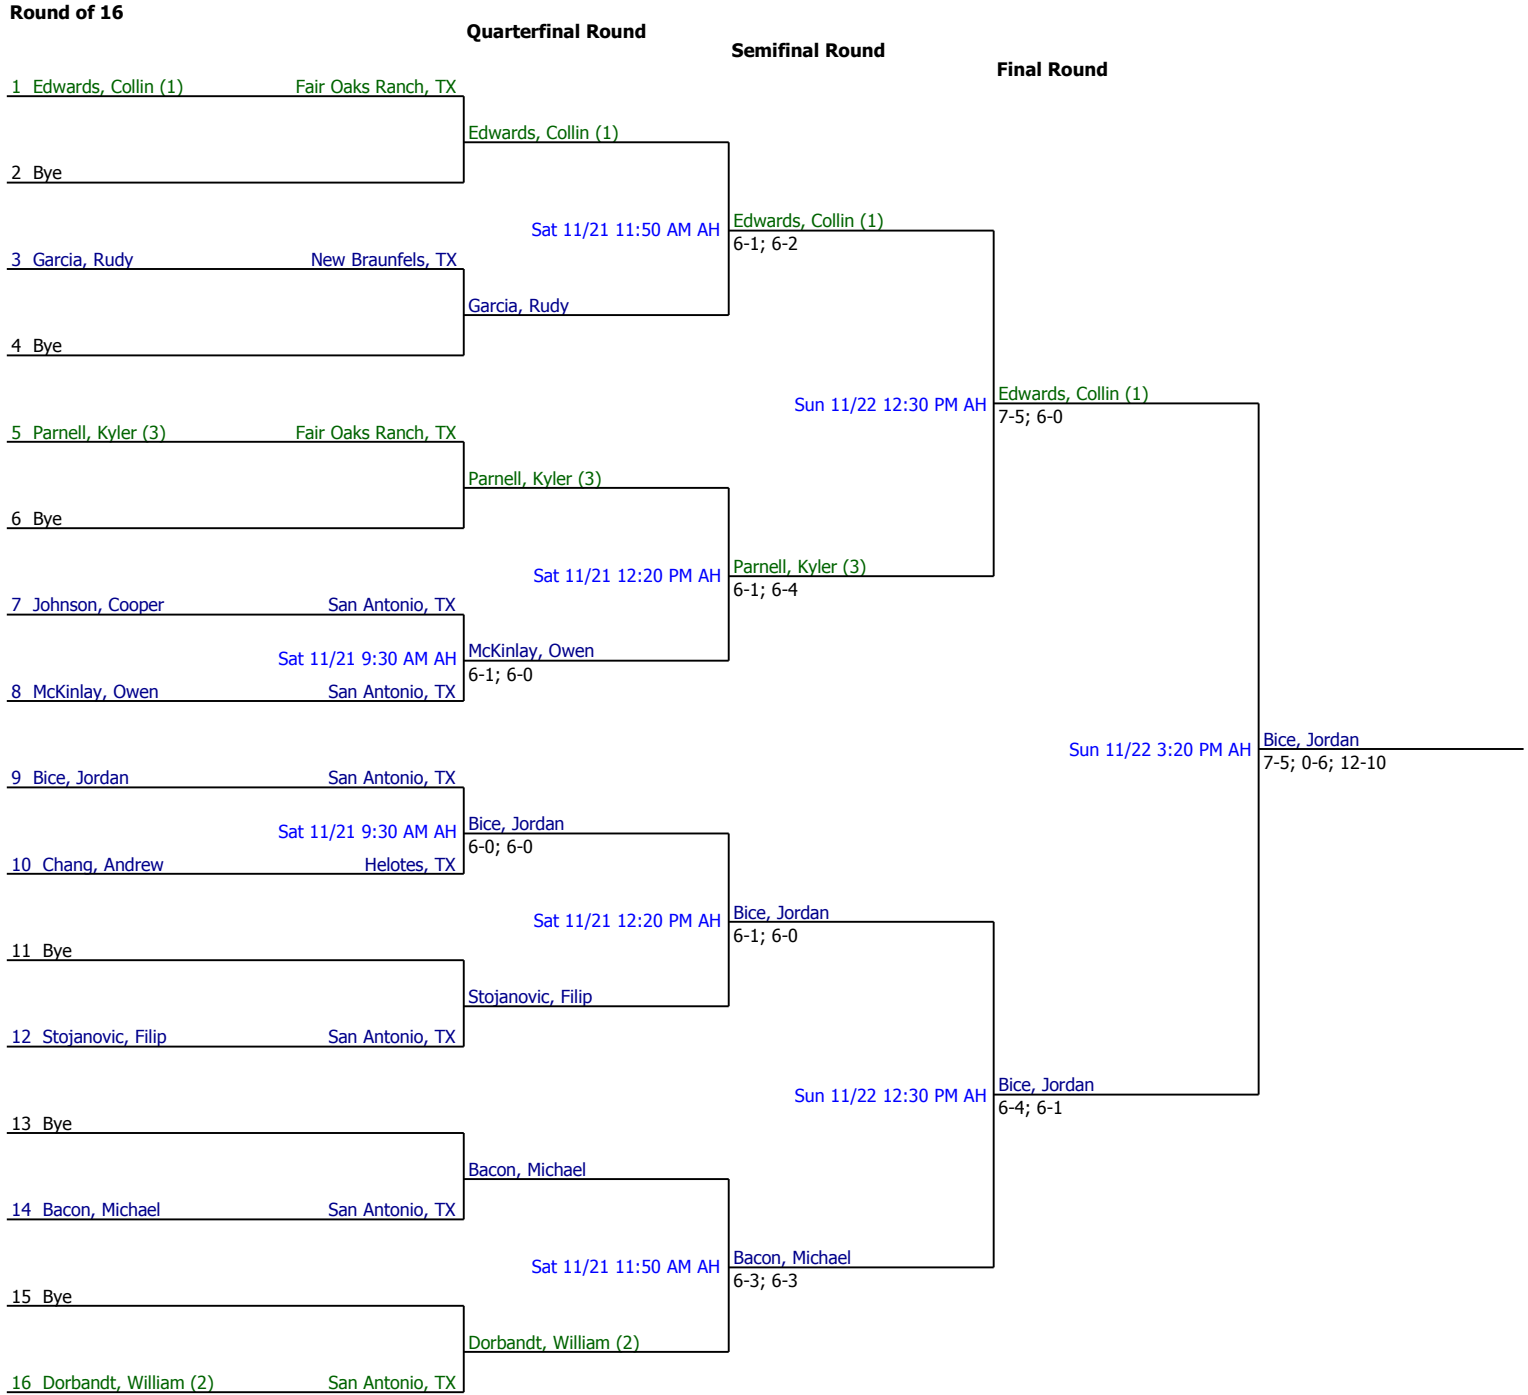 Round of 16
Quarterfinal Round
Semifinal Round
Final Round
1 Edwards, Collin (1) Fair Oaks Ranch, TX
Edwards, Collin (1)
2 Bye
Sat 11/21 11:50 AM AH Edwards, Collin (1)
6-1; 6-2
3 Garcia, Rudy New Braunfels, TX
Garcia, Rudy
4 Bye
Sun 11/22 12:30 PM AH Edwards, Collin (1)
7-5; 6-0
5 Parnell, Kyler (3) Fair Oaks Ranch, TX
Parnell, Kyler (3)
6 Bye
Sat 11/21 12:20 PM AH Parnell, Kyler (3)
6-1; 6-4
7 Johnson, Cooper San Antonio, TX
Sat 11/21 9:30 AM AH McKinlay, Owen
6-1; 6-0
8 McKinlay, Owen San Antonio, TX
Sun 11/22 3:20 PM AH Bice, Jordan
7-5; 0-6; 12-10
9 Bice, Jordan San Antonio, TX
Sat 11/21 9:30 AM AH Bice, Jordan
6-0; 6-0
10 Chang, Andrew Helotes, TX
Sat 11/21 12:20 PM AH Bice, Jordan
6-1; 6-0
11 Bye
Stojanovic, Filip
12 Stojanovic, Filip San Antonio, TX
Sun 11/22 12:30 PM AH Bice, Jordan
6-4; 6-1
13 Bye
Bacon, Michael
14 Bacon, Michael San Antonio, TX
Sat 11/21 11:50 AM AH Bacon, Michael
6-3; 6-3
15 Bye
Dorbandt, William (2)
16 Dorbandt, William (2) San Antonio, TX